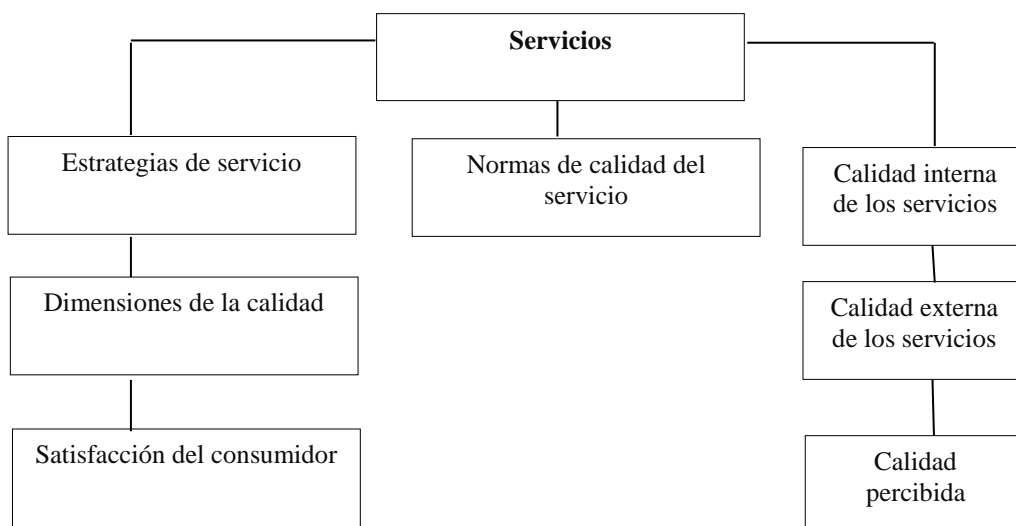 Servicios
Estrategias de servicio
Normas de calidad del
servicio
Calidad interna
de los servicios
Dimensiones de la calidad
Calidad externa
de los servicios
Satisfacción del consumidor
Calidad
percibida